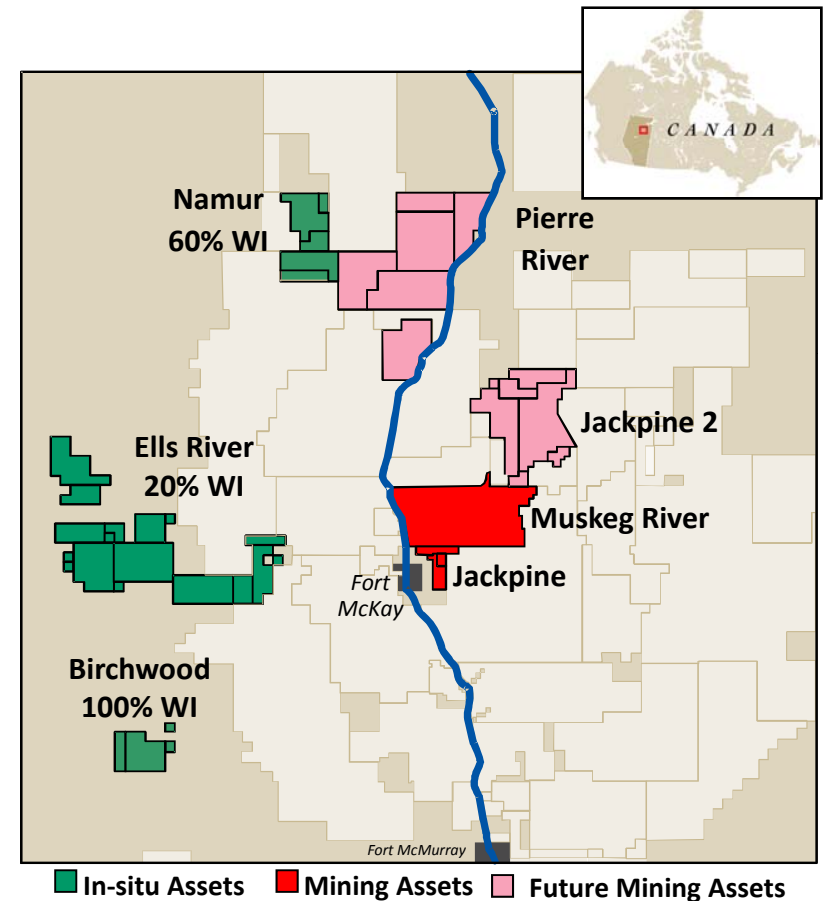 CANADA
Namur
60% WI
Pierre
River
Jackpine 2
Ells River
20% WI
Muskeg River
Jackpine
Fort
McKay
Birchwood
100% WI
Fort McMurray
In-situ Assets
Mining Assets
Future Mining Assets